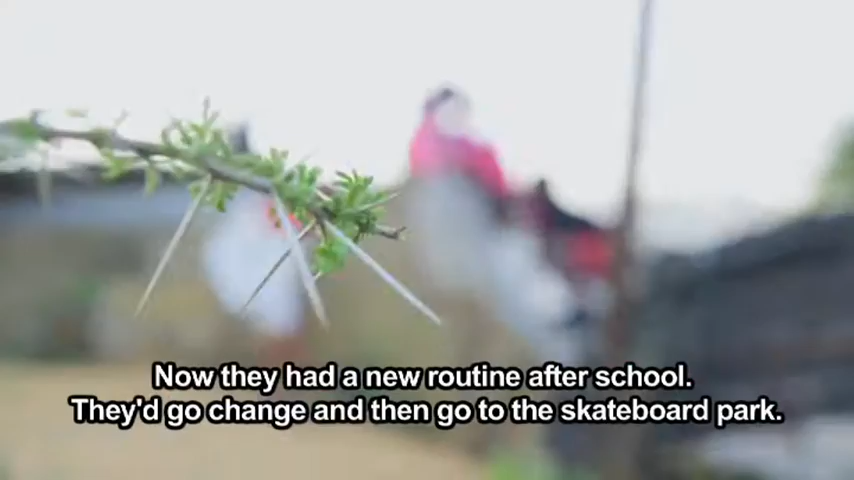 Now they had a new routine after school.
They'd go change and then go to the skateboard park.